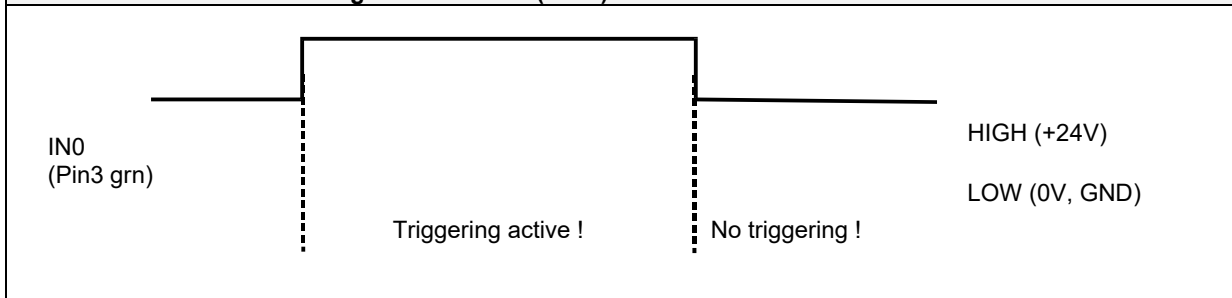 IN0
(Pin3 grn)
HIGH (+24V)
LOW (0V, GND)
Triggering active !
No triggering !